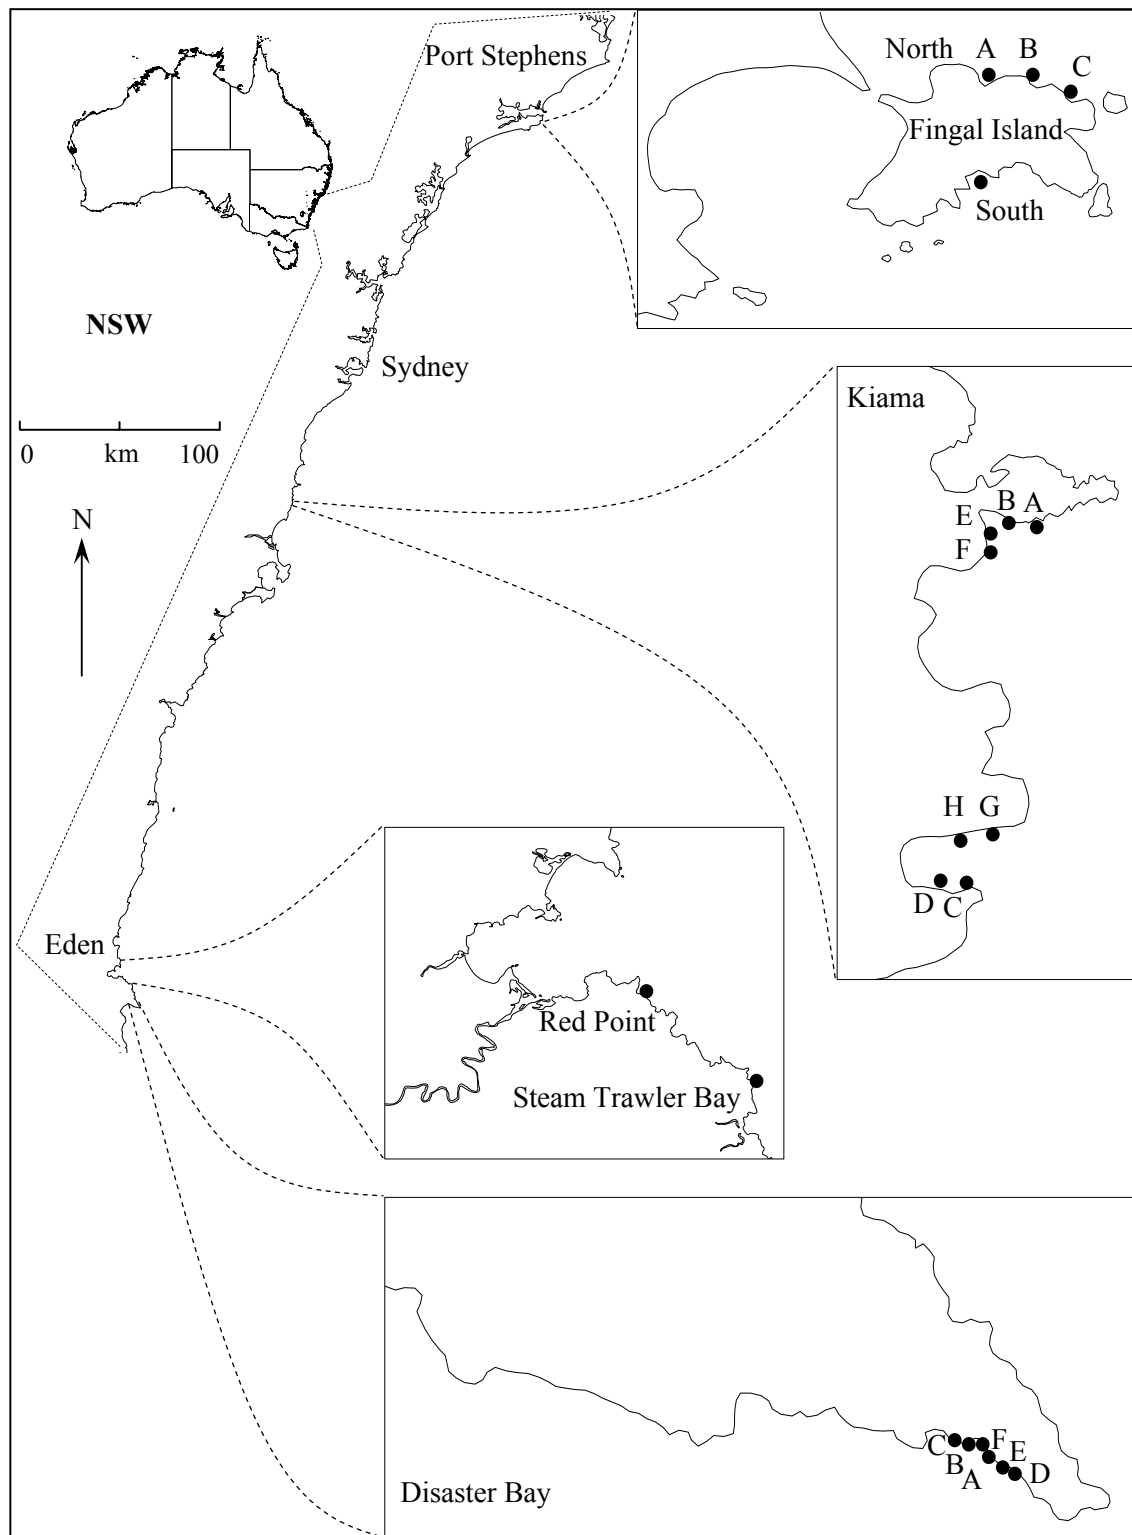 Port Stephens
North
A
B
C
Fingal Island
South
NSW
Sydney
0 km 100
Kiama
N
B A
E
F
H G
D C
Eden
Red Point
Steam Trawler Bay
C
B
A
F
E
D
Disaster Bay